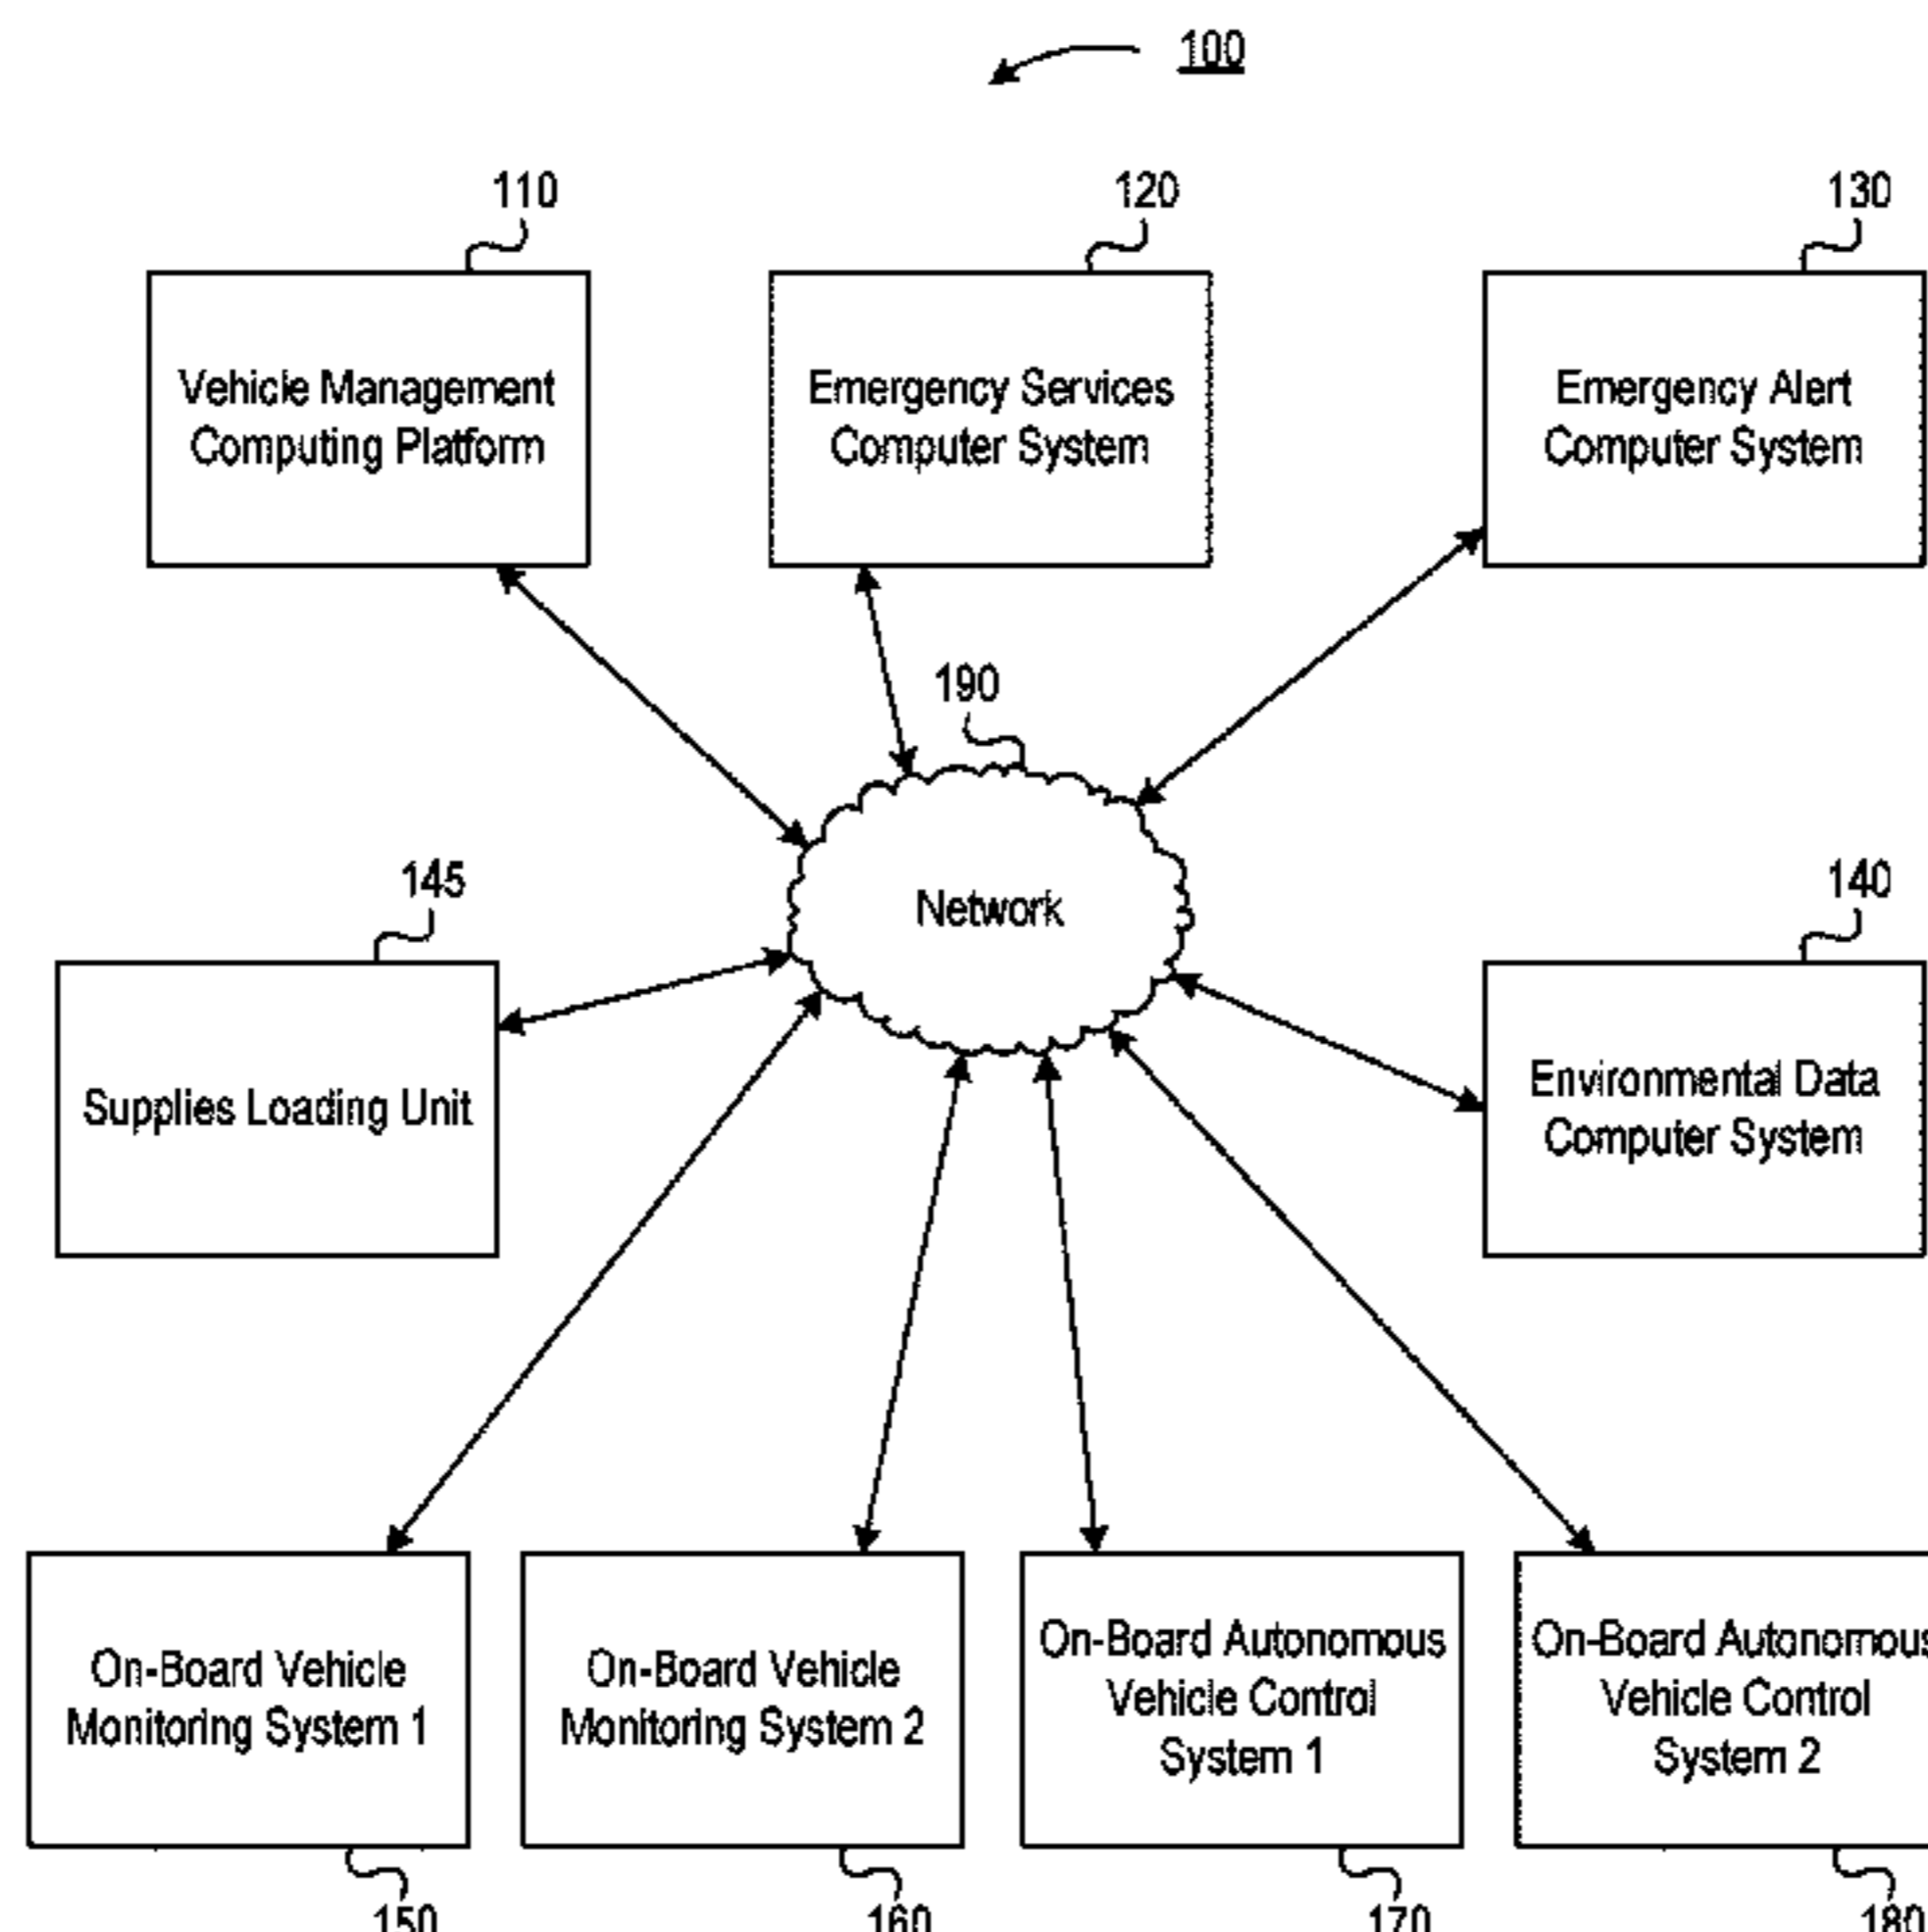 100
110
120
130
Vehicle Management
Computing Platform
Emergency Services
Computer System
Emergency Alert
Computer System
190
Network
145
140
Supplies Loading Unit
Environmental Data
Computer System
On-Board Vehicle
Monitoring System 1
On-Board Vehicle
Monitoring System 2
On-Board Autonomous
Vehicle Control
System 1
On-Board Autonomous
Vehicle Control
System 2
150
160
170
180